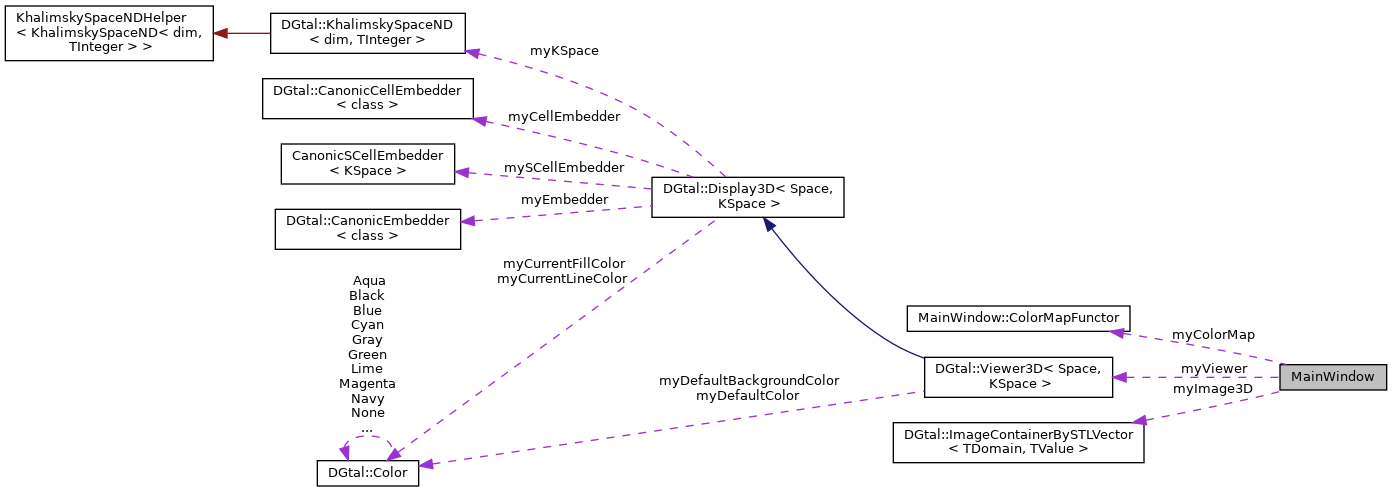 KhalimskySpaceNDHelper
< KhalimskySpaceND< dim,
TInteger > >
DGtal::KhalimskySpaceND
< dim, TInteger >
myKSpace
DGtal::CanonicCellEmbedder
< class >
myCellEmbedder
CanonicSCellEmbedder
< KSpace >
mySCellEmbedder
DGtal::Display3D< Space,
KSpace >
DGtal::CanonicEmbedder
< class >
myEmbedder
myCurrentFillColor
myCurrentLineColor
Aqua
Black
Blue
Cyan
Gray
Green
Lime
Magenta
Navy
None
...
DGtal::Color
myDefaultBackgroundColor
myDefaultColor
MainWindow::ColorMapFunctor
myColorMap
DGtal::Viewer3D< Space,
KSpace >
myViewer
MainWindow
myImage3D
DGtal::ImageContainerBySTLVector
< TDomain, TValue >